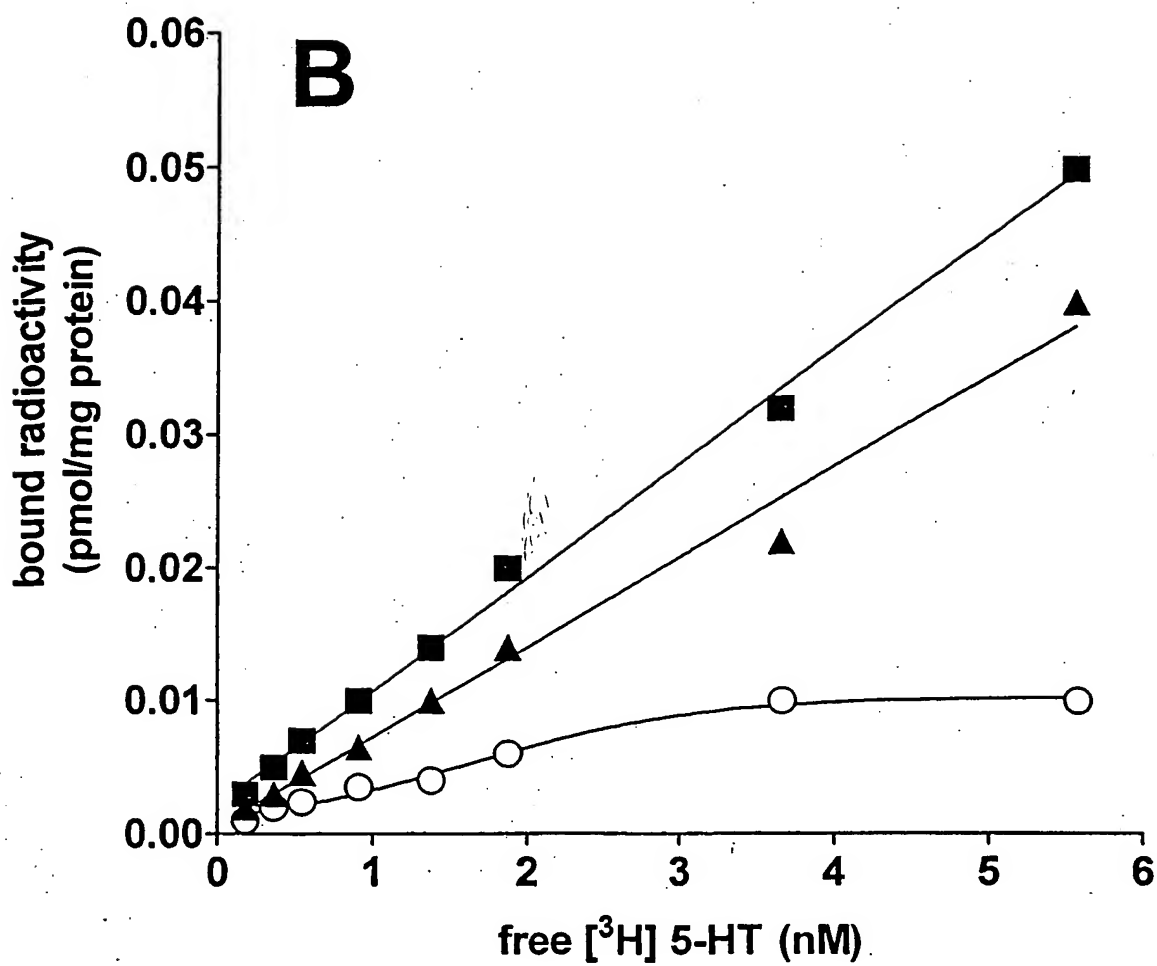 B
0.06
0.05
0.04
0.03
0.02
0.01
0.00
0 1 2 3 4 5 6
bound radioactivity
(pmol/mg protein)
free [³H] 5-HT (nM)